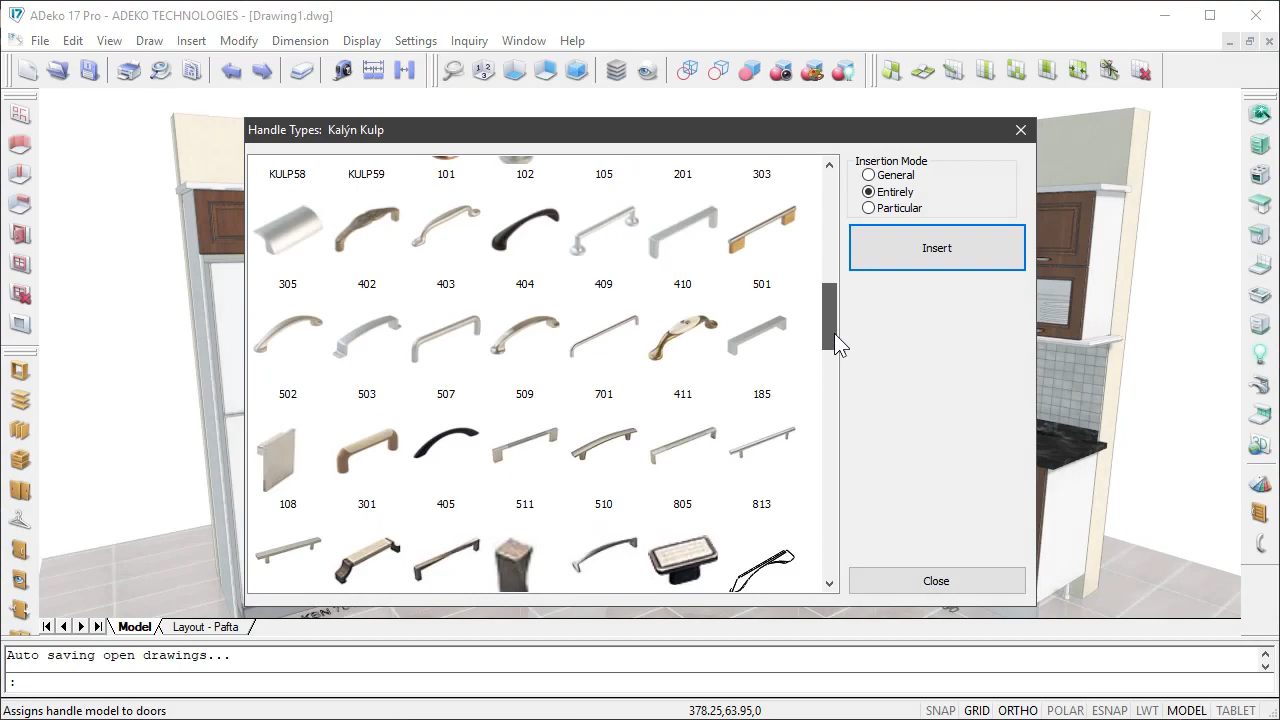 ADeko 17 Pro - ADEKO TECHNOLOGIES - [Drawing1.dwg]
File Edit View Draw Insert Modify Dimension Display Settings Inquiry Window Help
Handle Types: Kalýn Kulp
KULP58 KULP59 101 102 105 201 303
305 402 403 404 409 410 501
502 503 507 509 701 411 185
108 301 405 511 510 805 813
Insertion Mode
General
Entirely
Particular
Insert
Close
Model Layout - Pafta
Auto saving open drawings...
:
Assigns handle model to doors 378.25,63.95,0 SNAP GRID ORTHO POLAR ESNAP LWT MODEL TABLET